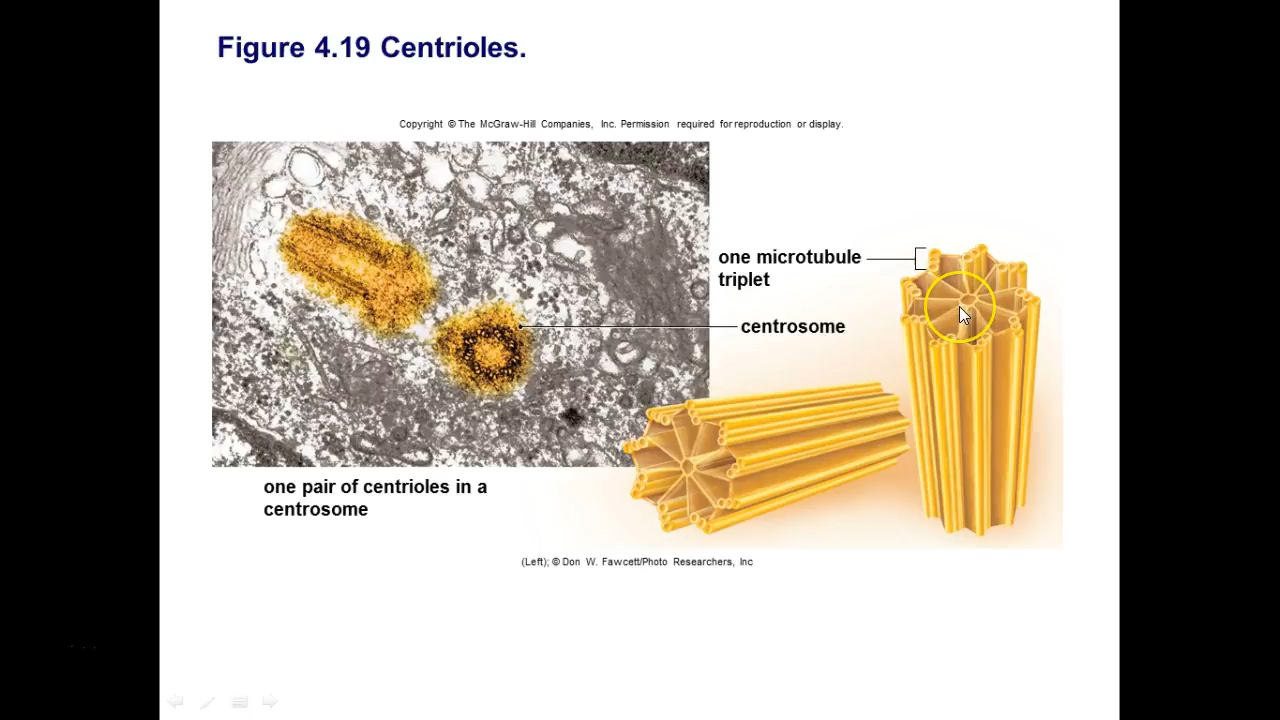 Figure 4.19 Centrioles.
Copyright © The McGraw-Hill Companies, Inc. Permission required for reproduction or display.
one microtubule
triplet
centrosome
one pair of centrioles in a
centrosome
(Left); © Don W. Fawcett/Photo Researchers, Inc